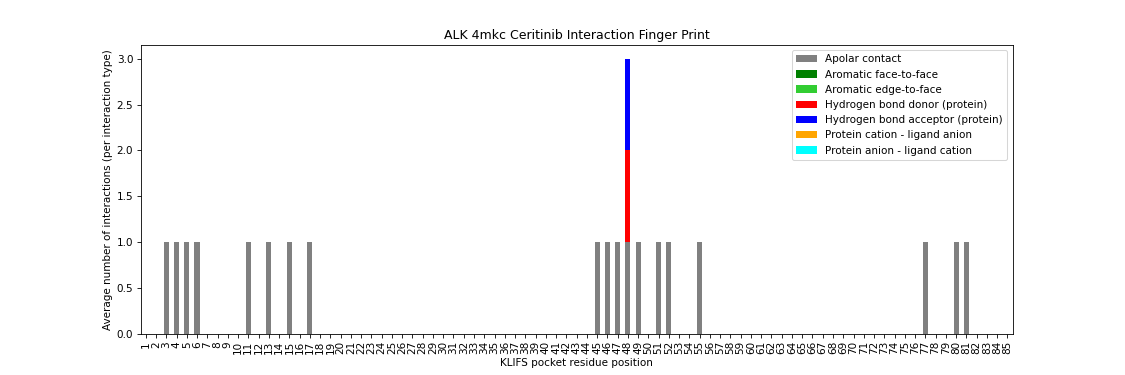 ALK 4mkc Ceritinib Interaction Finger Print
Average number of interactions (per interaction type)
3.0
2.5
2.0
1.5
1.0
0.5
0.0
Apolar contact
Aromatic face-to-face
Aromatic edge-to-face
Hydrogen bond donor (protein)
Hydrogen bond acceptor (protein)
Protein cation - ligand anion
Protein anion - ligand cation
1 2 3 4 5 6 7 8 9 10 11 12 13 14 15 16 17 18 19 20 21 22 23 24 25 26 27 28 29 30 31 32 33 34 35 36 37 38 39 40 41 42 43 44 45 46 47 48 49 50 51 52 53 54 55 56 57 58 59 60 61 62 63 64 65 66 67 68 69 70 71 72 73 74 75 76 77 78 79 80 81 82 83 84 85
KLIFS pocket residue position